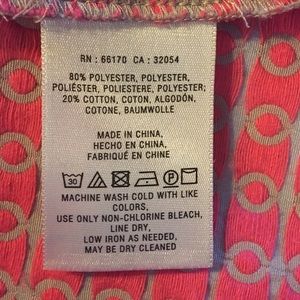 RN : 66170 CA : 32054
80% POLYESTER, POLYESTER,
POLIÉSTER, POLIESTERE, POLYESTER;
20% COTTON, COTON, ALGODÓN,
COTONE, BAUMWOLLE
MADE IN CHINA,
HECHO EN CHINA,
FABRIQUÉ EN CHINE
30
P
MACHINE WASH COLD WITH LIKE
COLORS,
USE ONLY NON-CHLORINE BLEACH,
LINE DRY,
LOW IRON AS NEEDED,
MAY BE DRY CLEANED